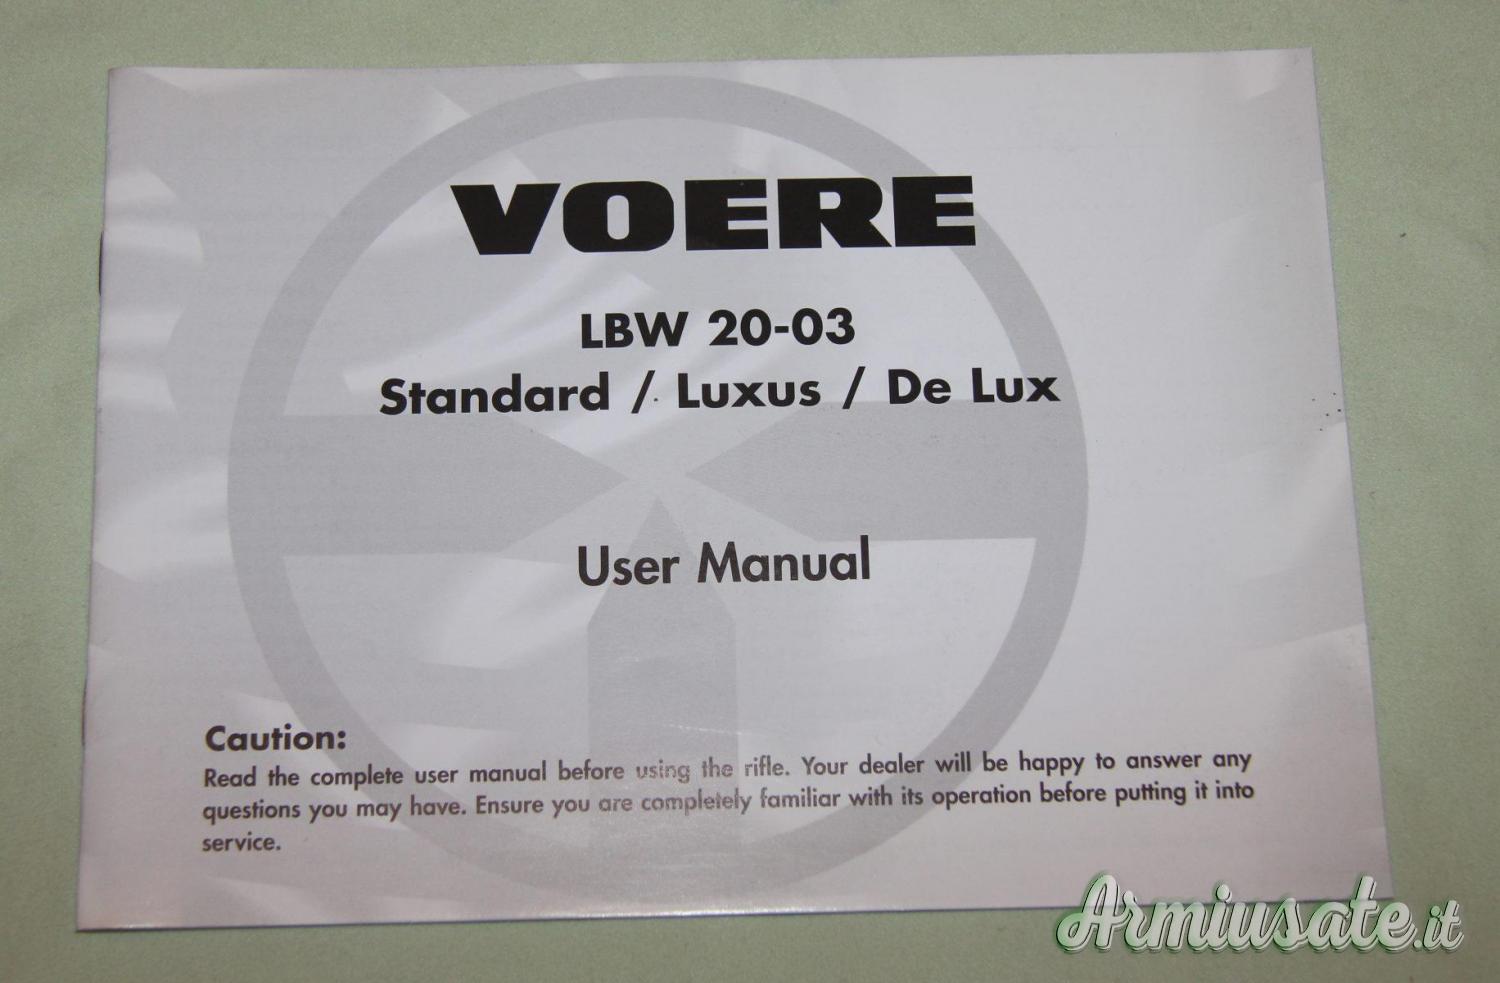 VOERE
LBW 20-03
Standard / Luxus / De Lux
User Manual
Caution:
Read the complete user manual before using the rifle. Your dealer will be happy to answer any
questions you may have. Ensure you are completely familiar with its operation before putting it into
service.
Armiusate.it